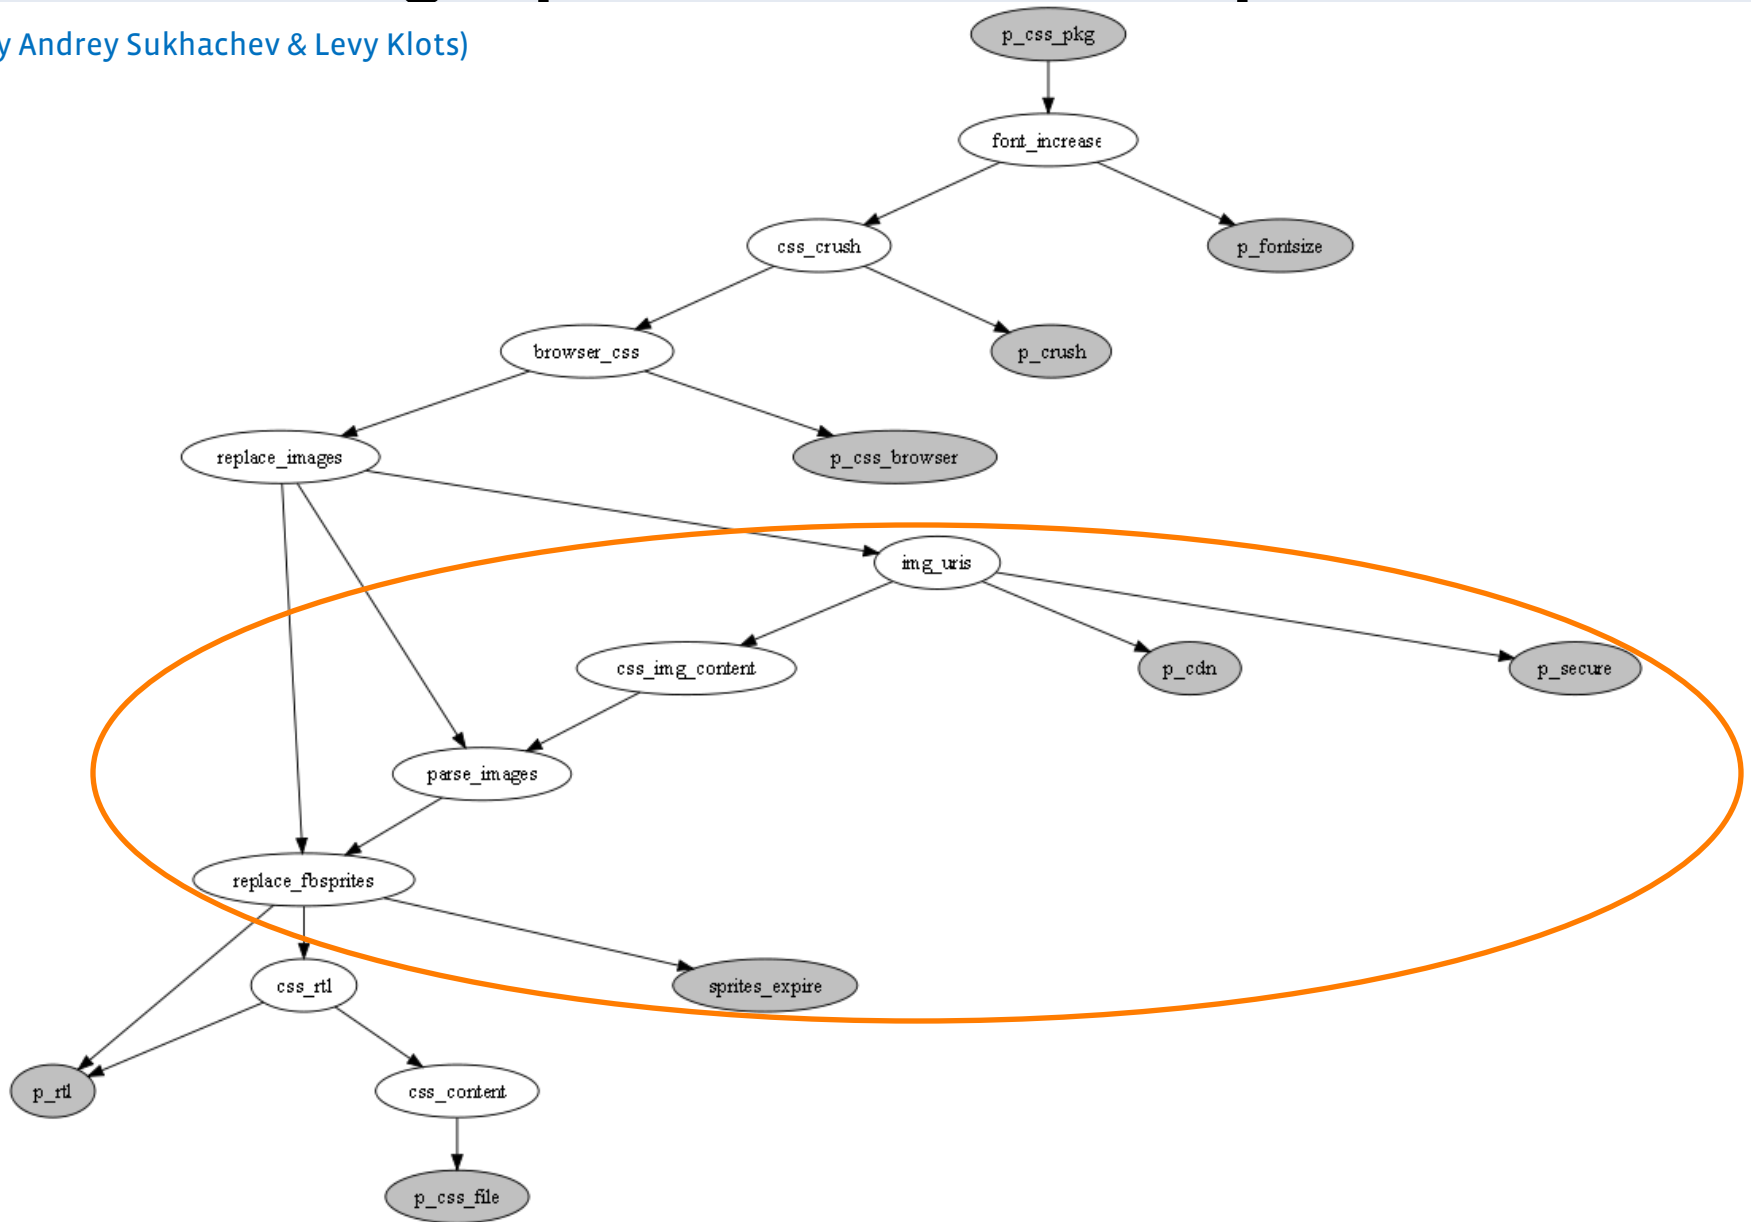 y Andrey Sukhachev & Levy Klots)
p_css_pkg
font_increase
css_crush
p_fontsize
browser_css
p_crush
replace_images
p_css_browser
img_uris
css_img_content
p_cdn
p_secure
parse_images
replace_fbsprites
css_rtl
sprites_expire
p_rtl
css_content
p_css_file